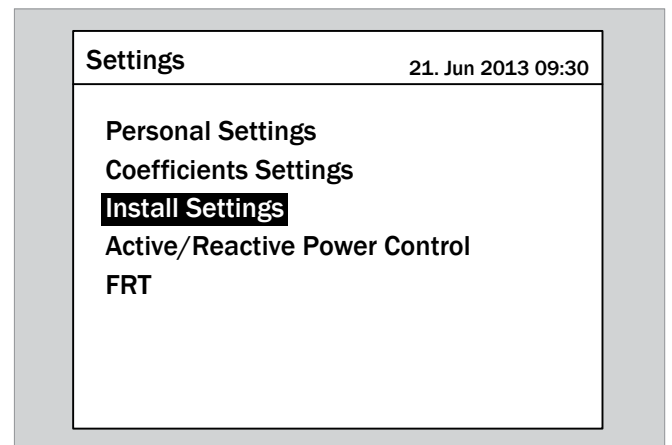 Settings
21. Jun 2013 09:30
Personal Settings
Coefficients Settings
Install Settings
Active/Reactive Power Control
FRT